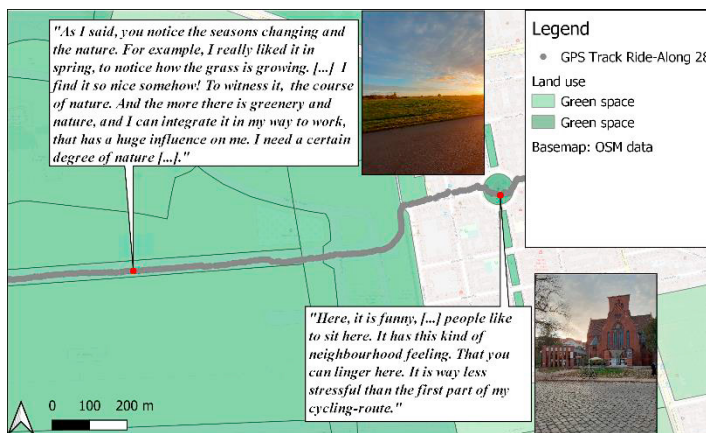 "As I said, you notice the seasons changing and
the nature. For example, I really liked it in
spring, to notice how the grass is growing. [...] I
find it so nice somehow! To witness it, the course
of nature. And the more there is greenery and
nature, and I can integrate it in my way to work,
that has a huge influence on me. I need a certain
degree of nature [...]."
Legend
GPS Track Ride-Along 28
Land use
Green space
Green space
Basemap: OSM data
"Here, it is funny, [...] people like
to sit here. It has this kind of
neighbourhood feeling. That you
can linger here. It is way less
stressful than the first part of my
cycling-route."
0 100 200 m